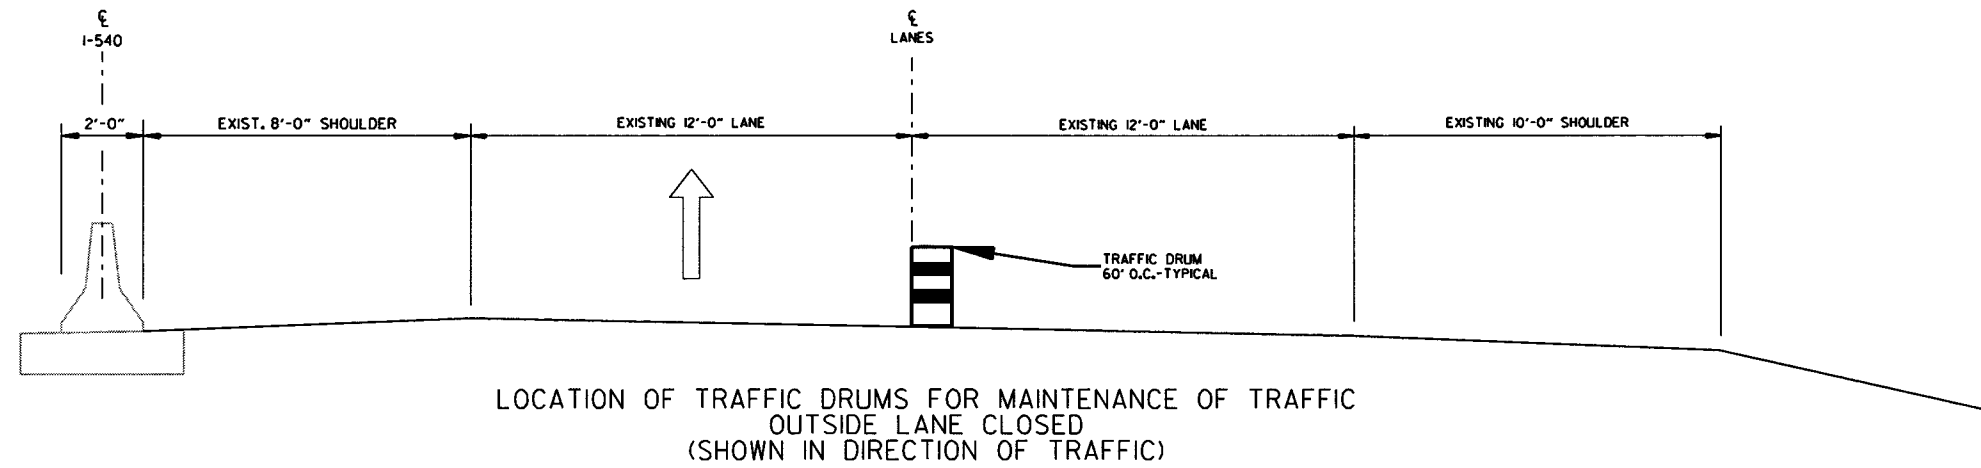 ℄
I-540
℄
LANES
2'-0"
EXIST. 8'-0" SHOULDER
EXISTING 12'-0" LANE
EXISTING 12'-0" LANE
EXISTING 10'-0" SHOULDER
TRAFFIC DRUM
60' O.C.-TYPICAL
LOCATION OF TRAFFIC DRUMS FOR MAINTENANCE OF TRAFFIC
OUTSIDE LANE CLOSED
(SHOWN IN DIRECTION OF TRAFFIC)